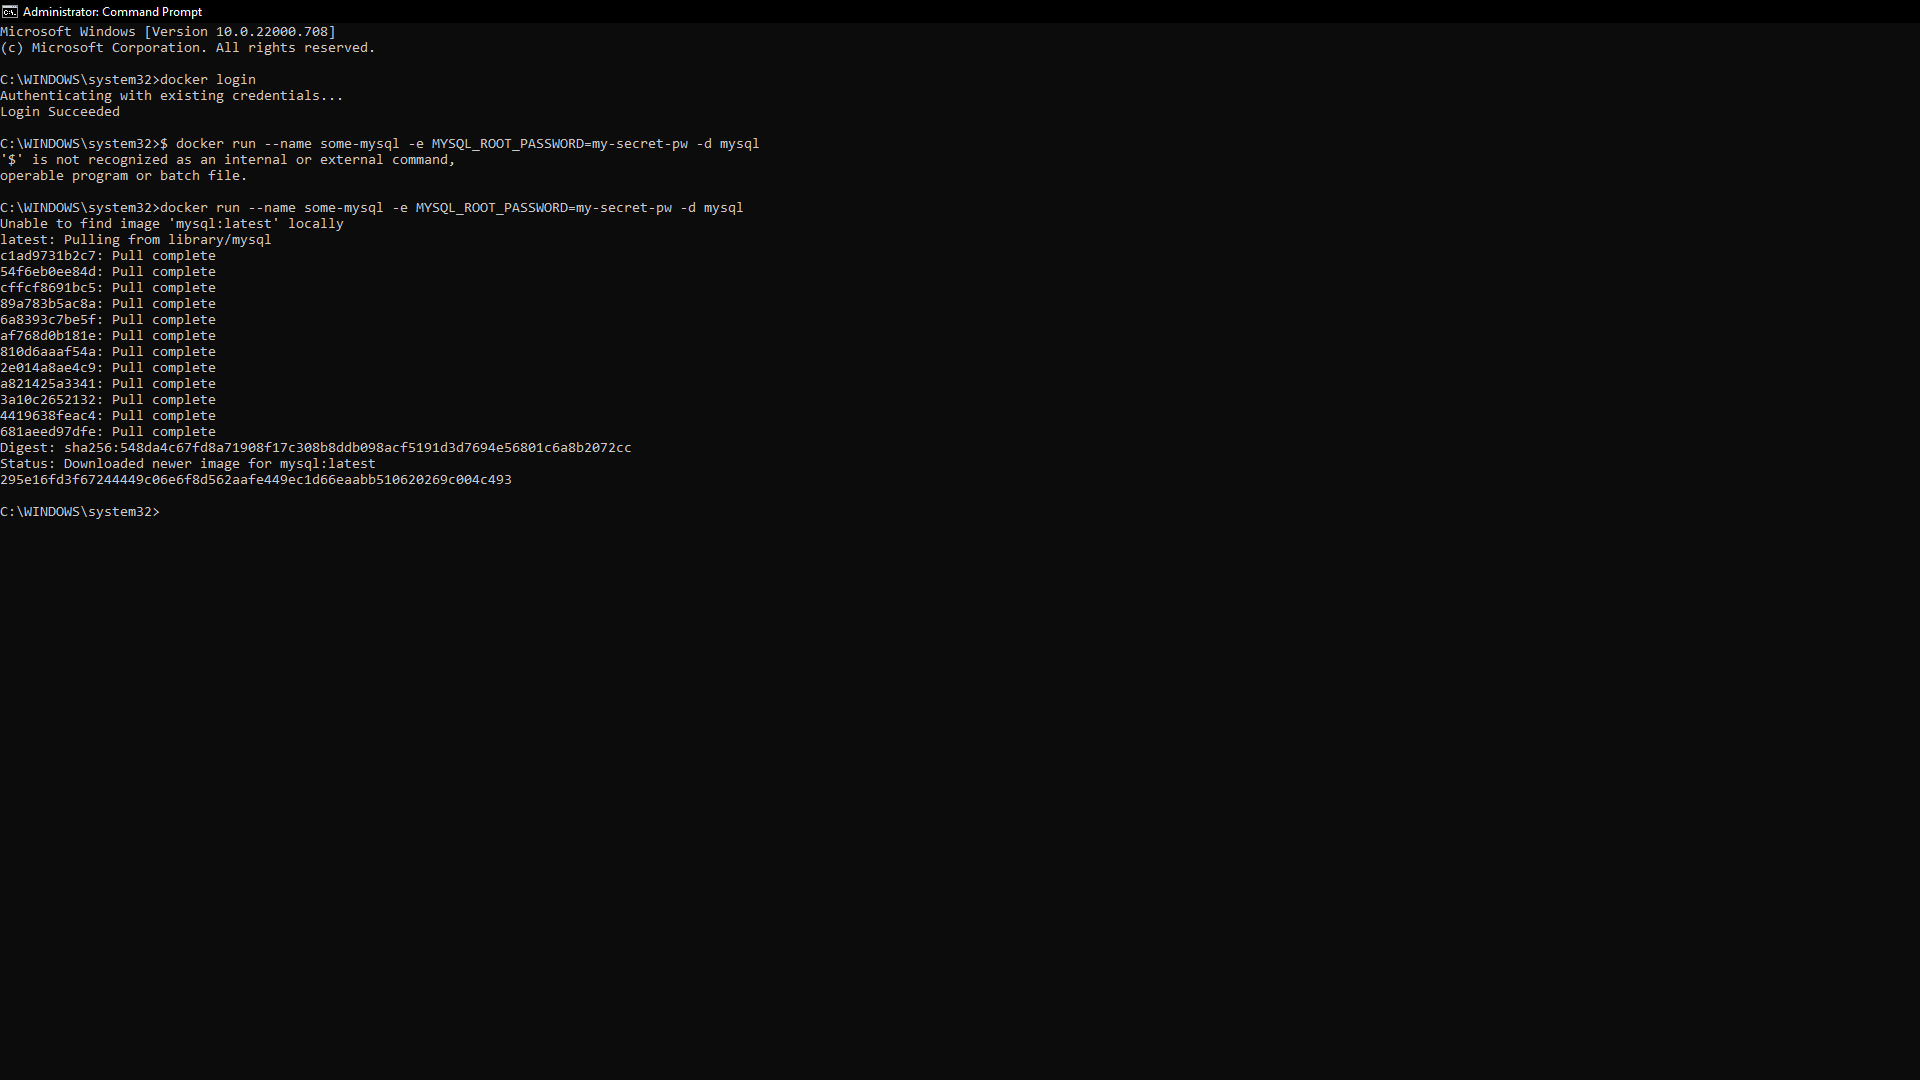 Administrator: Command Prompt
Microsoft Windows [Version 10.0.22000.708]
(c) Microsoft Corporation. All rights reserved.
C:\WINDOWS\system32>docker login
Authenticating with existing credentials...
Login Succeeded
C:\WINDOWS\system32>$ docker run --name some-mysql -e MYSQL_ROOT_PASSWORD=my-secret-pw -d mysql
'$' is not recognized as an internal or external command,
operable program or batch file.
C:\WINDOWS\system32>docker run --name some-mysql -e MYSQL_ROOT_PASSWORD=my-secret-pw -d mysql
Unable to find image 'mysql:latest' locally
latest: Pulling from library/mysql
c1ad9731b2c7: Pull complete
54f6eb0ee84d: Pull complete
cffcf8691bc5: Pull complete
89a783b5ac8a: Pull complete
6a8393c7be5f: Pull complete
af768d0b181e: Pull complete
810d6aaaf54a: Pull complete
2e014a8ae4c9: Pull complete
a821425a3341: Pull complete
3a10c2652132: Pull complete
4419638feac4: Pull complete
681aeed97dfe: Pull complete
Digest: sha256:548da4c67fd8a71908f17c308b8ddb098acf5191d3d7694e56801c6a8b2072cc
Status: Downloaded newer image for mysql:latest
295e16fd3f67244449c06e6f8d562aafe449ec1d66eaabb510620269c004c493
C:\WINDOWS\system32>